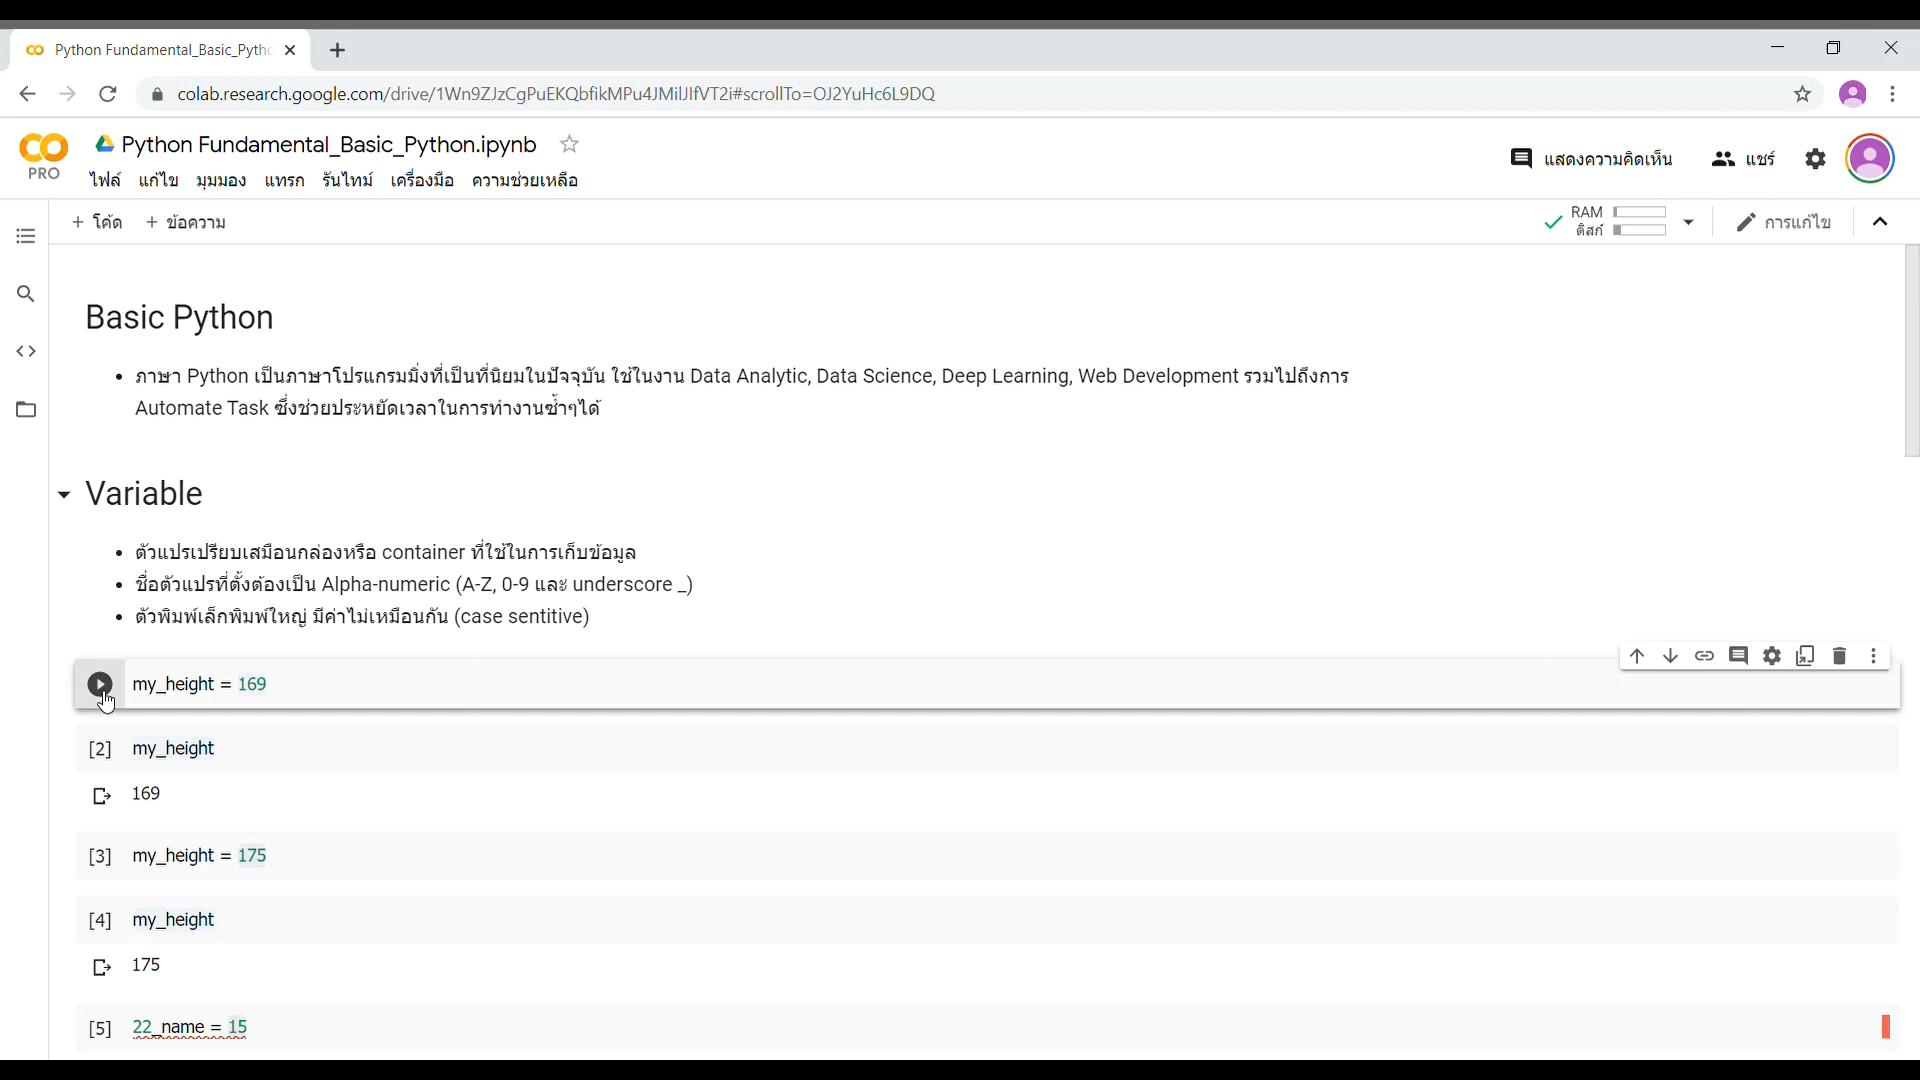 Python Fundamental_Basic_Pytho
colab.research.google.com/drive/1Wn9ZJzCgPuEKQbfikMPu4JMilJlfVT2i#scrollTo=OJ2YuHc6L9DQ
Python Fundamental_Basic_Python.ipynb
PRO
ไฟล์ แก้ไข มุมมอง แทรก รันไทม์ เครื่องมือ ความช่วยเหลือ
แสดงความคิดเห็น แชร์
+ โค้ด + ข้อความ
RAM
ดิสก์
การแก้ไข
Basic Python
• ภาษา Python เป็นภาษาโปรแกรมมิ่งที่เป็นที่นิยมในปัจจุบัน ใช้ในงาน Data Analytic, Data Science, Deep Learning, Web Development รวมไปถึงการ
Automate Task ซึ่งช่วยประหยัดเวลาในการทำงานซ้ำๆได้
Variable
• ตัวแปรเปรียบเสมือนกล่องหรือ container ที่ใช้ในการเก็บข้อมูล
• ชื่อตัวแปรที่ตั้งต้องเป็น Alpha-numeric (A-Z, 0-9 และ underscore _)
• ตัวพิมพ์เล็กพิมพ์ใหญ่ มีค่าไม่เหมือนกัน (case sentitive)
my_height = 169
[2] my_height
169
[3] my_height = 175
[4] my_height
175
[5] 22_name = 15